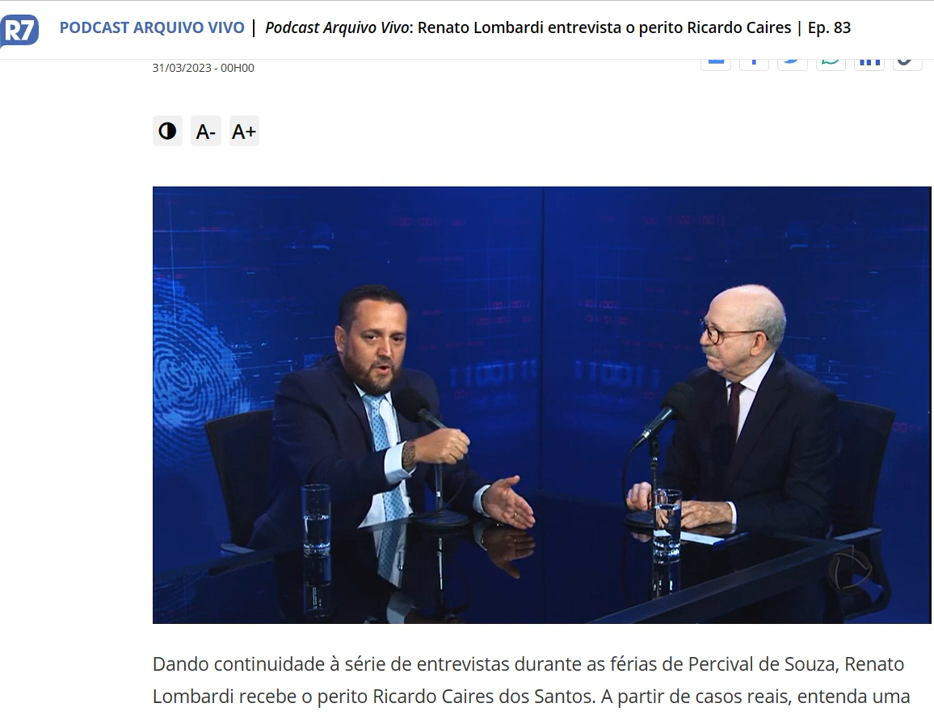 R7 PODCAST ARQUIVO VIVO | Podcast Arquivo Vivo: Renato Lombardi entrevista o perito Ricardo Caires | Ep. 83
31/03/2023 - 00H00
A- A+
Dando continuidade à série de entrevistas durante as férias de Percival de Souza, Renato
Lombardi recebe o perito Ricardo Caires dos Santos. A partir de casos reais, entenda uma